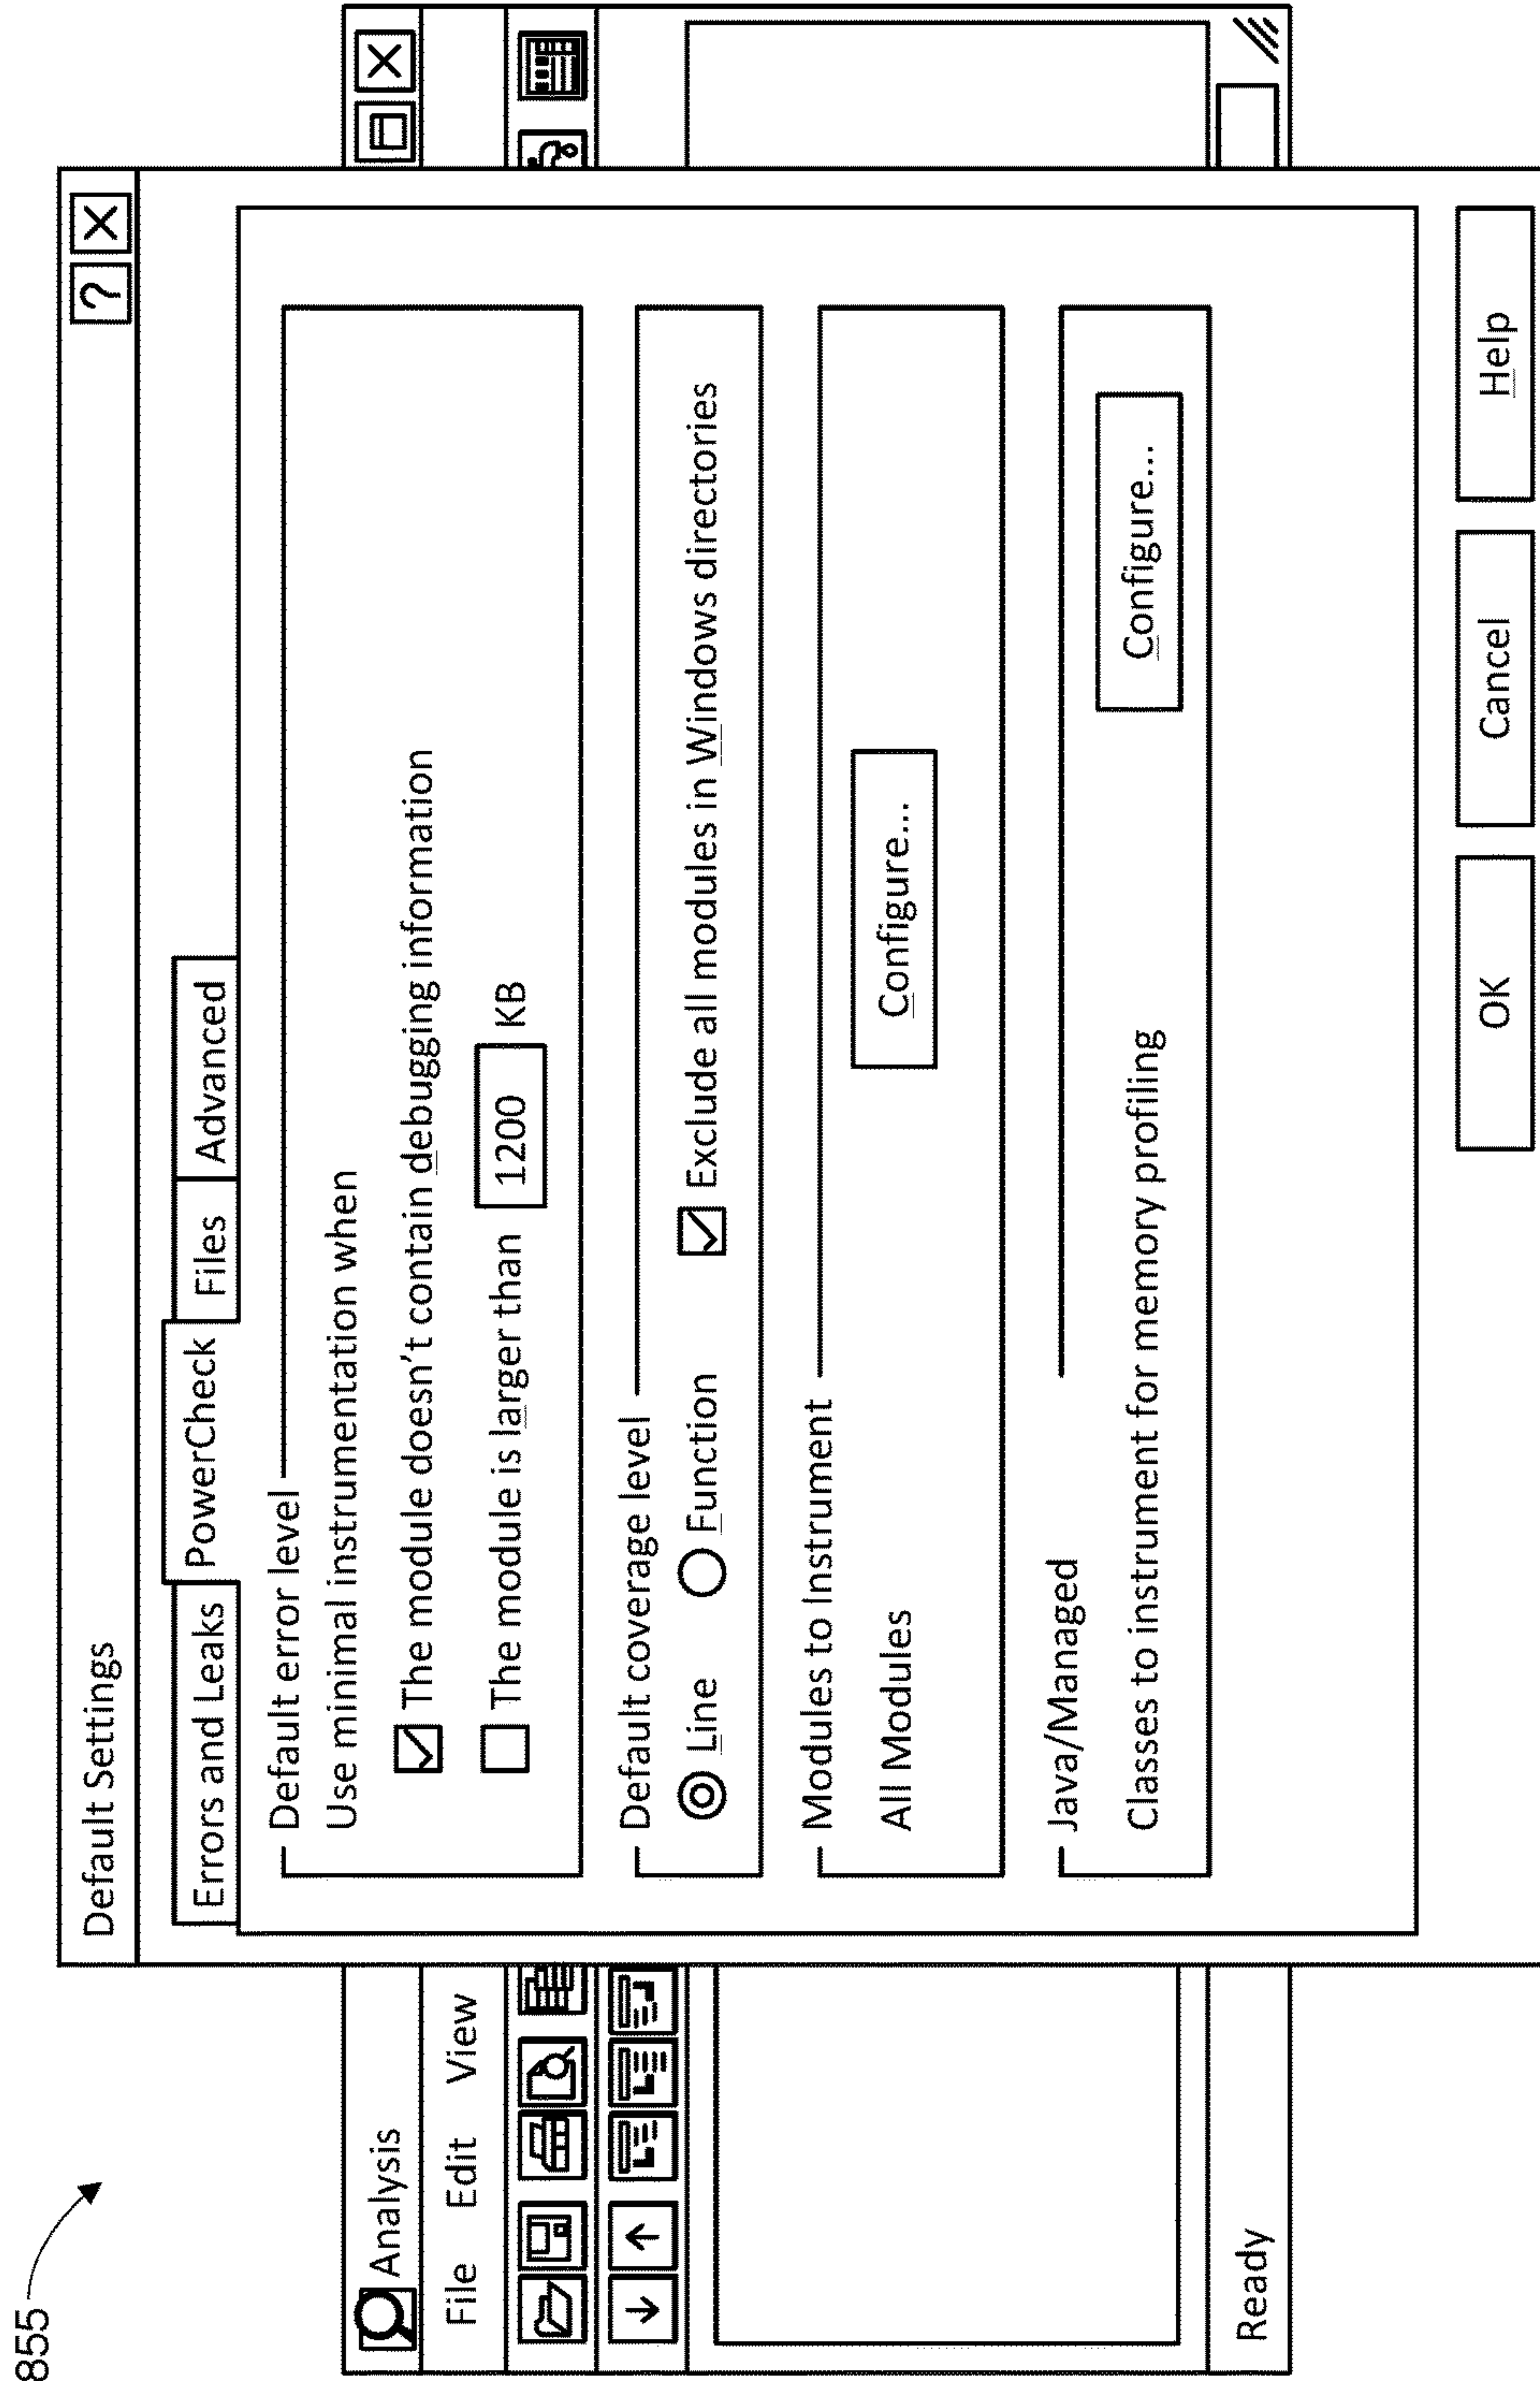 855
Default Settings
?
X
Errors and Leaks
PowerCheck
Files
Advanced
Default error level
Use minimal instrumentation when
The module doesn't contain debugging information
The module is larger than 1200 KB
Default coverage level
Line
Function
Exclude all modules in Windows directories
Modules to Instrument
All Modules
Configure...
Java/Managed
Classes to instrument for memory profiling
Configure...
OK
Cancel
Help
Analysis
X
File Edit View
Ready